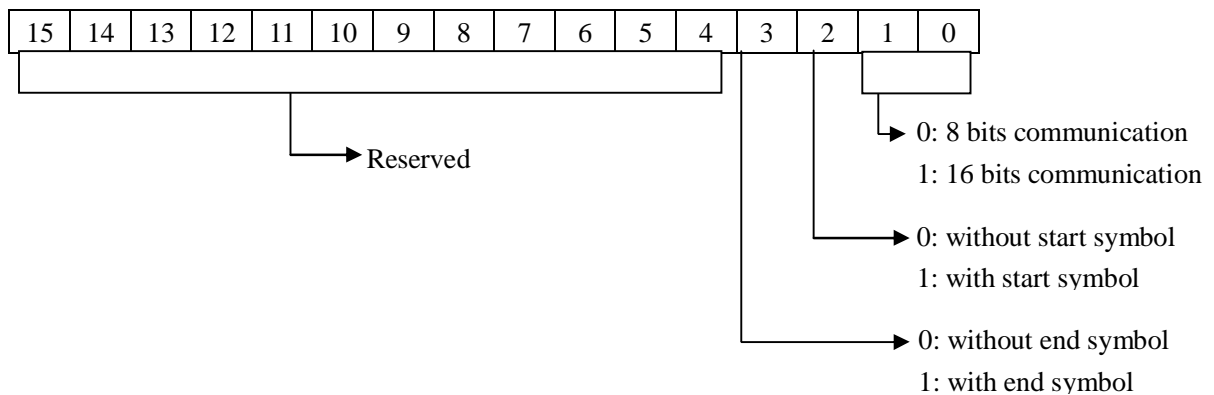 15 14 13 12 11 10 9 8 7 6 5 4 3 2 1 0
0: 8 bits communication
Reserved
1: 16 bits communication
0: without start symbol
1: with start symbol
0: without end symbol
1: with end symbol